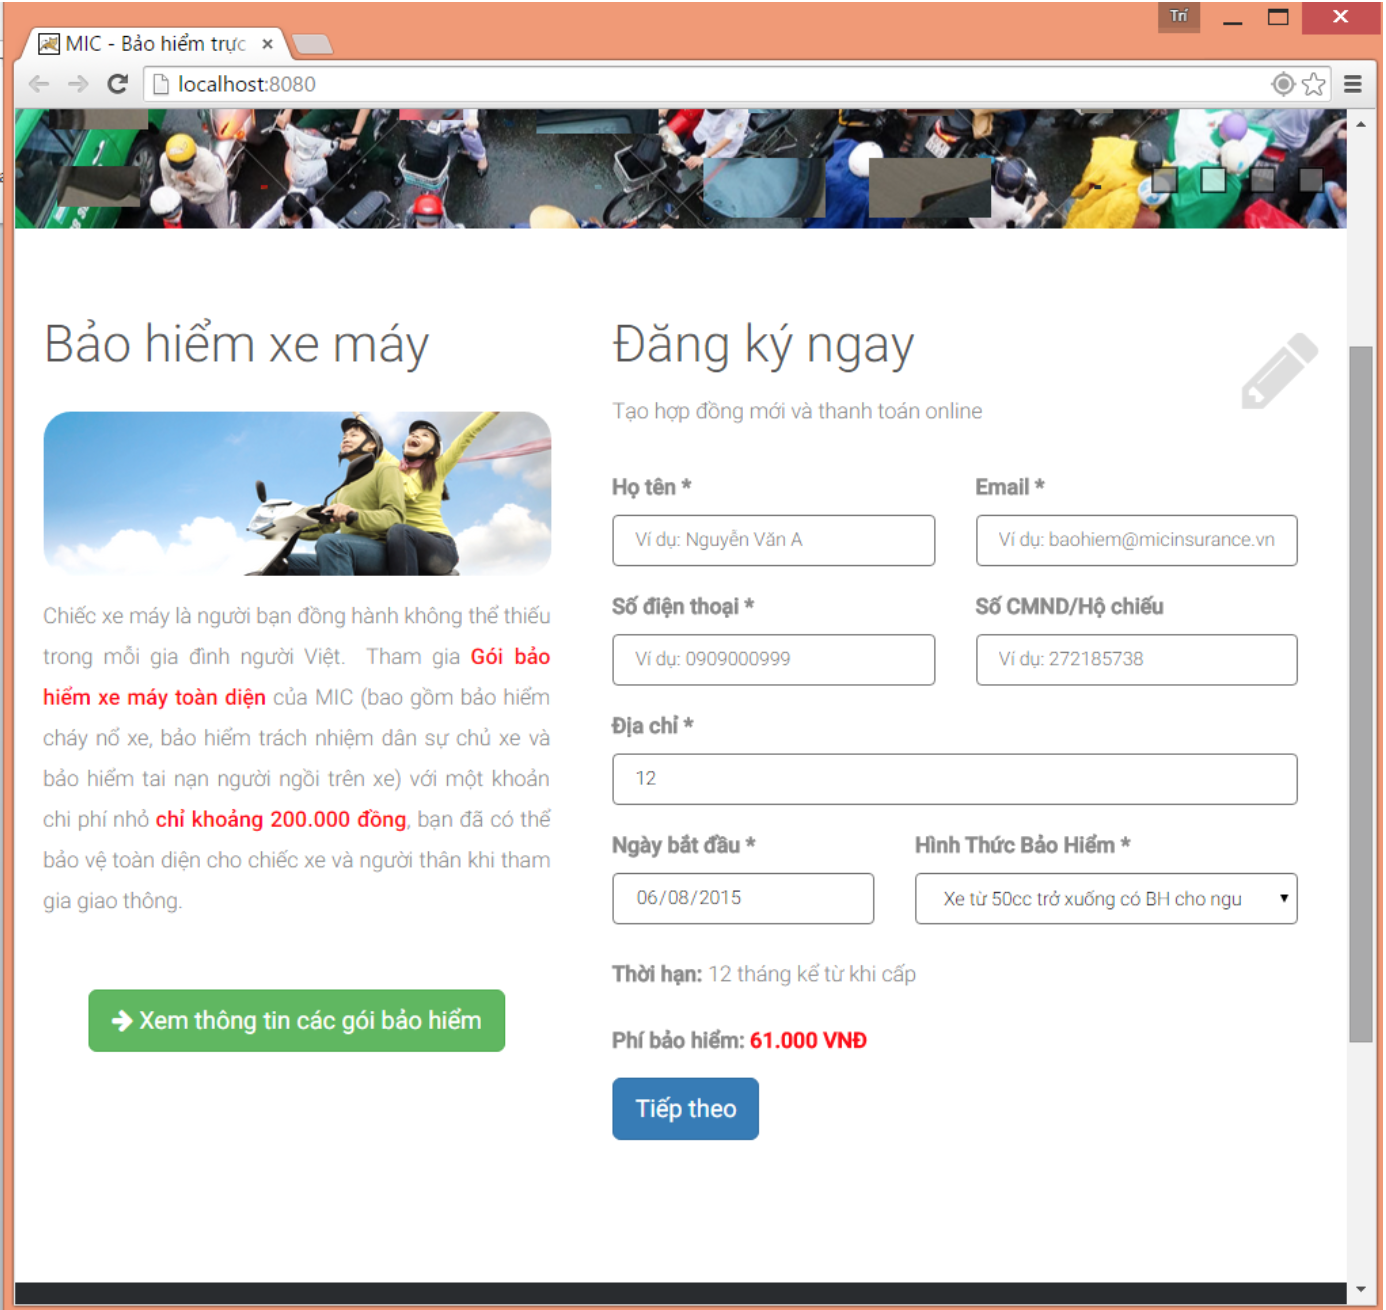 Trí
MIC - Bảo hiểm trực
localhost:8080
Bảo hiểm xe máy
Chiếc xe máy là người bạn đồng hành không thể thiếu
trong mỗi gia đình người Việt. Tham gia Gói bảo
hiểm xe máy toàn diện của MIC (bao gồm bảo hiểm
cháy nổ xe, bảo hiểm trách nhiệm dân sự chủ xe và
bảo hiểm tai nạn người ngồi trên xe) với một khoản
chi phí nhỏ chỉ khoảng 200.000 đồng, bạn đã có thể
bảo vệ toàn diện cho chiếc xe và người thân khi tham
gia giao thông.
Xem thông tin các gói bảo hiểm
Đăng ký ngay
Tạo hợp đồng mới và thanh toán online
Họ tên *
Ví dụ: Nguyễn Văn A
Email *
Ví dụ: baohiem@micinsurance.vn
Số điện thoại *
Ví dụ: 0909000999
Số CMND/Hộ chiếu
Ví dụ: 272185738
Địa chỉ *
12
Ngày bắt đầu *
06/08/2015
Hình Thức Bảo Hiểm *
Xe từ 50cc trở xuống có BH cho ngu
Thời hạn: 12 tháng kể từ khi cấp
Phí bảo hiểm: 61.000 VNĐ
Tiếp theo